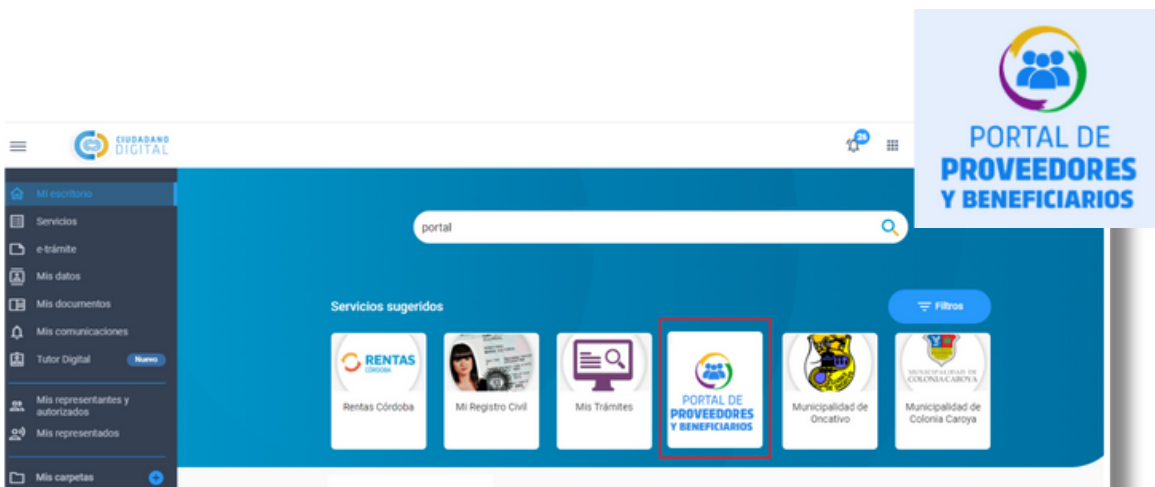 PORTAL DE
PROVEEDORES
Y BENEFICIARIOS
CIUDADANO
DIGITAL
26
Mi escritorio
Servicios
e-trámite
Mis datos
Mis documentos
Mis comunicaciones
Tutor Digital Nuevo
Mis representantes y
autorizados
Mis representados
Mis carpetas
portal
Servicios sugeridos
Filtros
RENTAS
CÓRDOBA
Rentas Córdoba
Mi Registro Civil
Mis Trámites
PORTAL DE
PROVEEDORES
Y BENEFICIARIOS
Municipalidad de
Oncativo
MUNICIPALIDAD DE
COLONIA CAROYA
Municipalidad de
Colonia Caroya